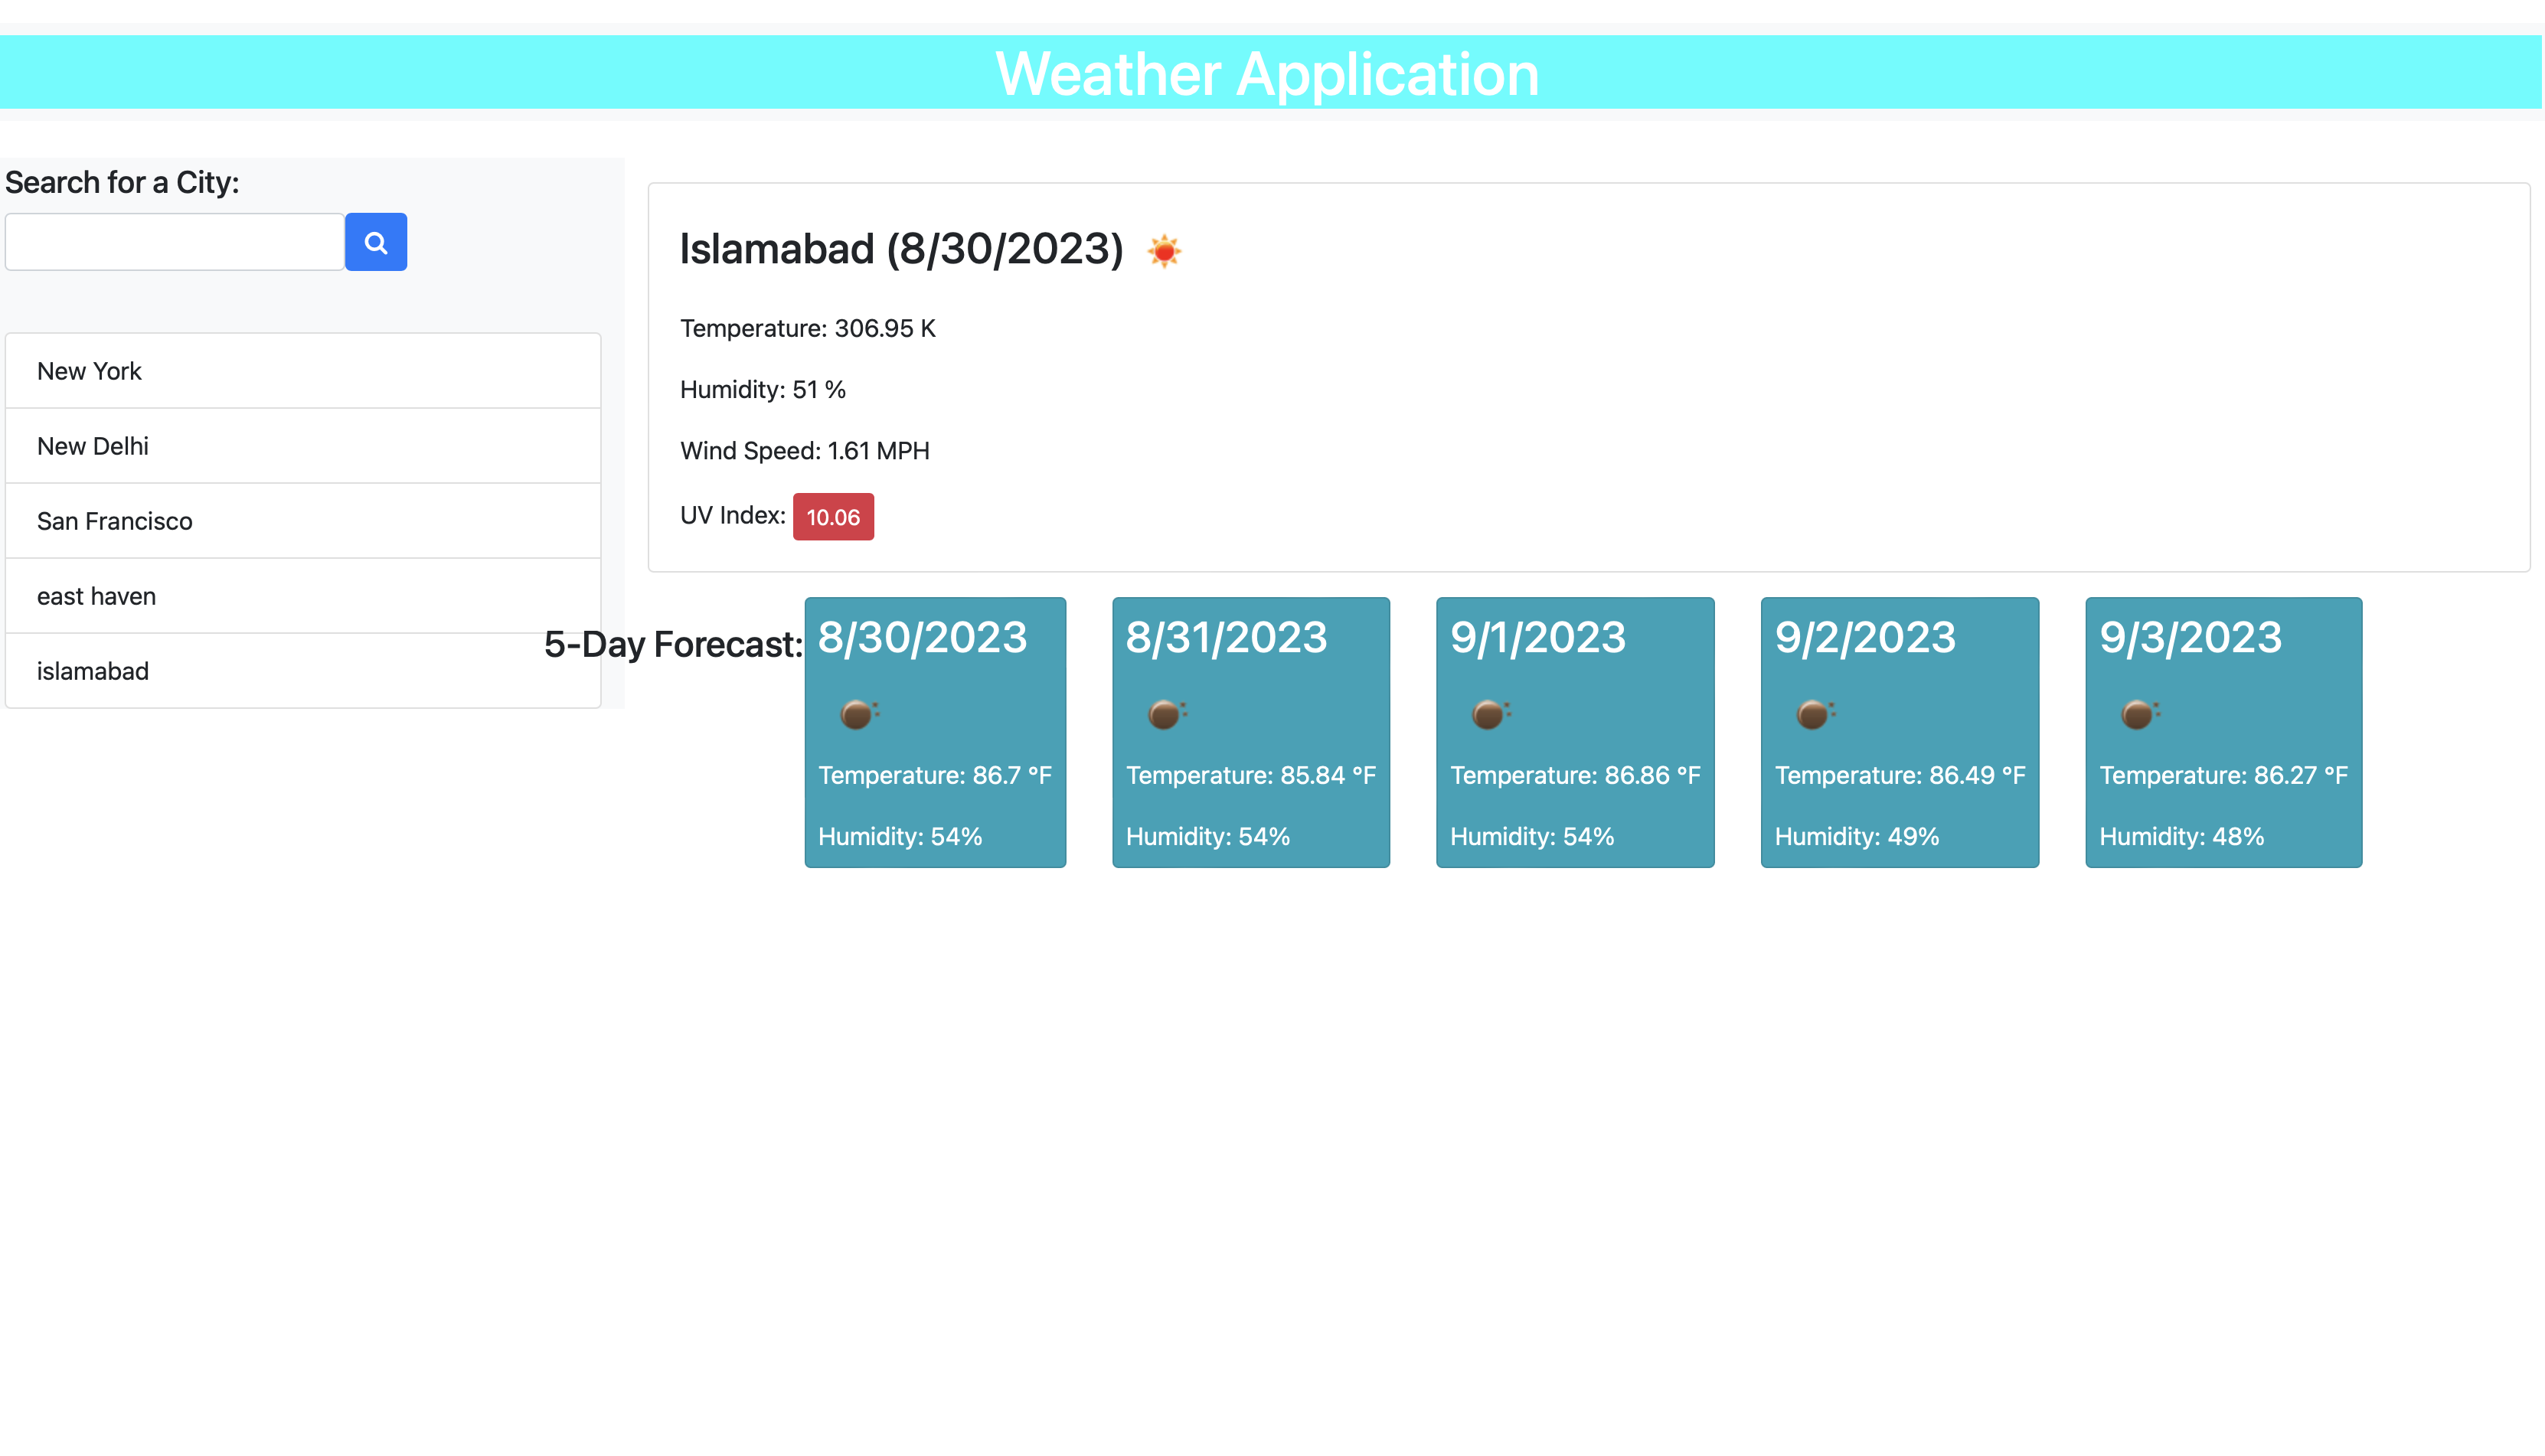 Weather Application
Search for a City:
New York
New Delhi
San Francisco
east haven
islamabad
Islamabad (8/30/2023)
Temperature: 306.95 K
Humidity: 51 %
Wind Speed: 1.61 MPH
UV Index: 10.06
5-Day Forecast:
8/30/2023
Temperature: 86.7 °F
Humidity: 54%
8/31/2023
Temperature: 85.84 °F
Humidity: 54%
9/1/2023
Temperature: 86.86 °F
Humidity: 54%
9/2/2023
Temperature: 86.49 °F
Humidity: 49%
9/3/2023
Temperature: 86.27 °F
Humidity: 48%